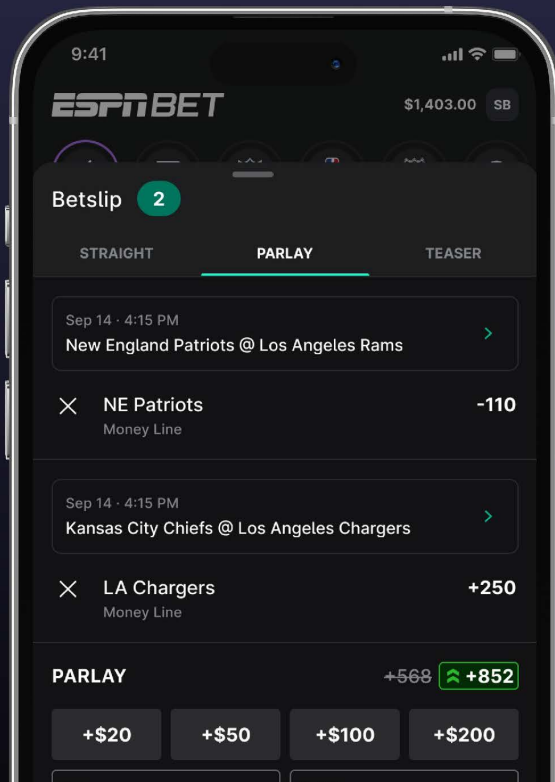 9:41
ESPN BET
$1,403.00 SB
Betslip 2
STRAIGHT PARLAY TEASER
Sep 14 · 4:15 PM
New England Patriots @ Los Angeles Rams
NE Patriots -110
Money Line
Sep 14 · 4:15 PM
Kansas City Chiefs @ Los Angeles Chargers
LA Chargers +250
Money Line
PARLAY +568 +852
+$20 +$50 +$100 +$200